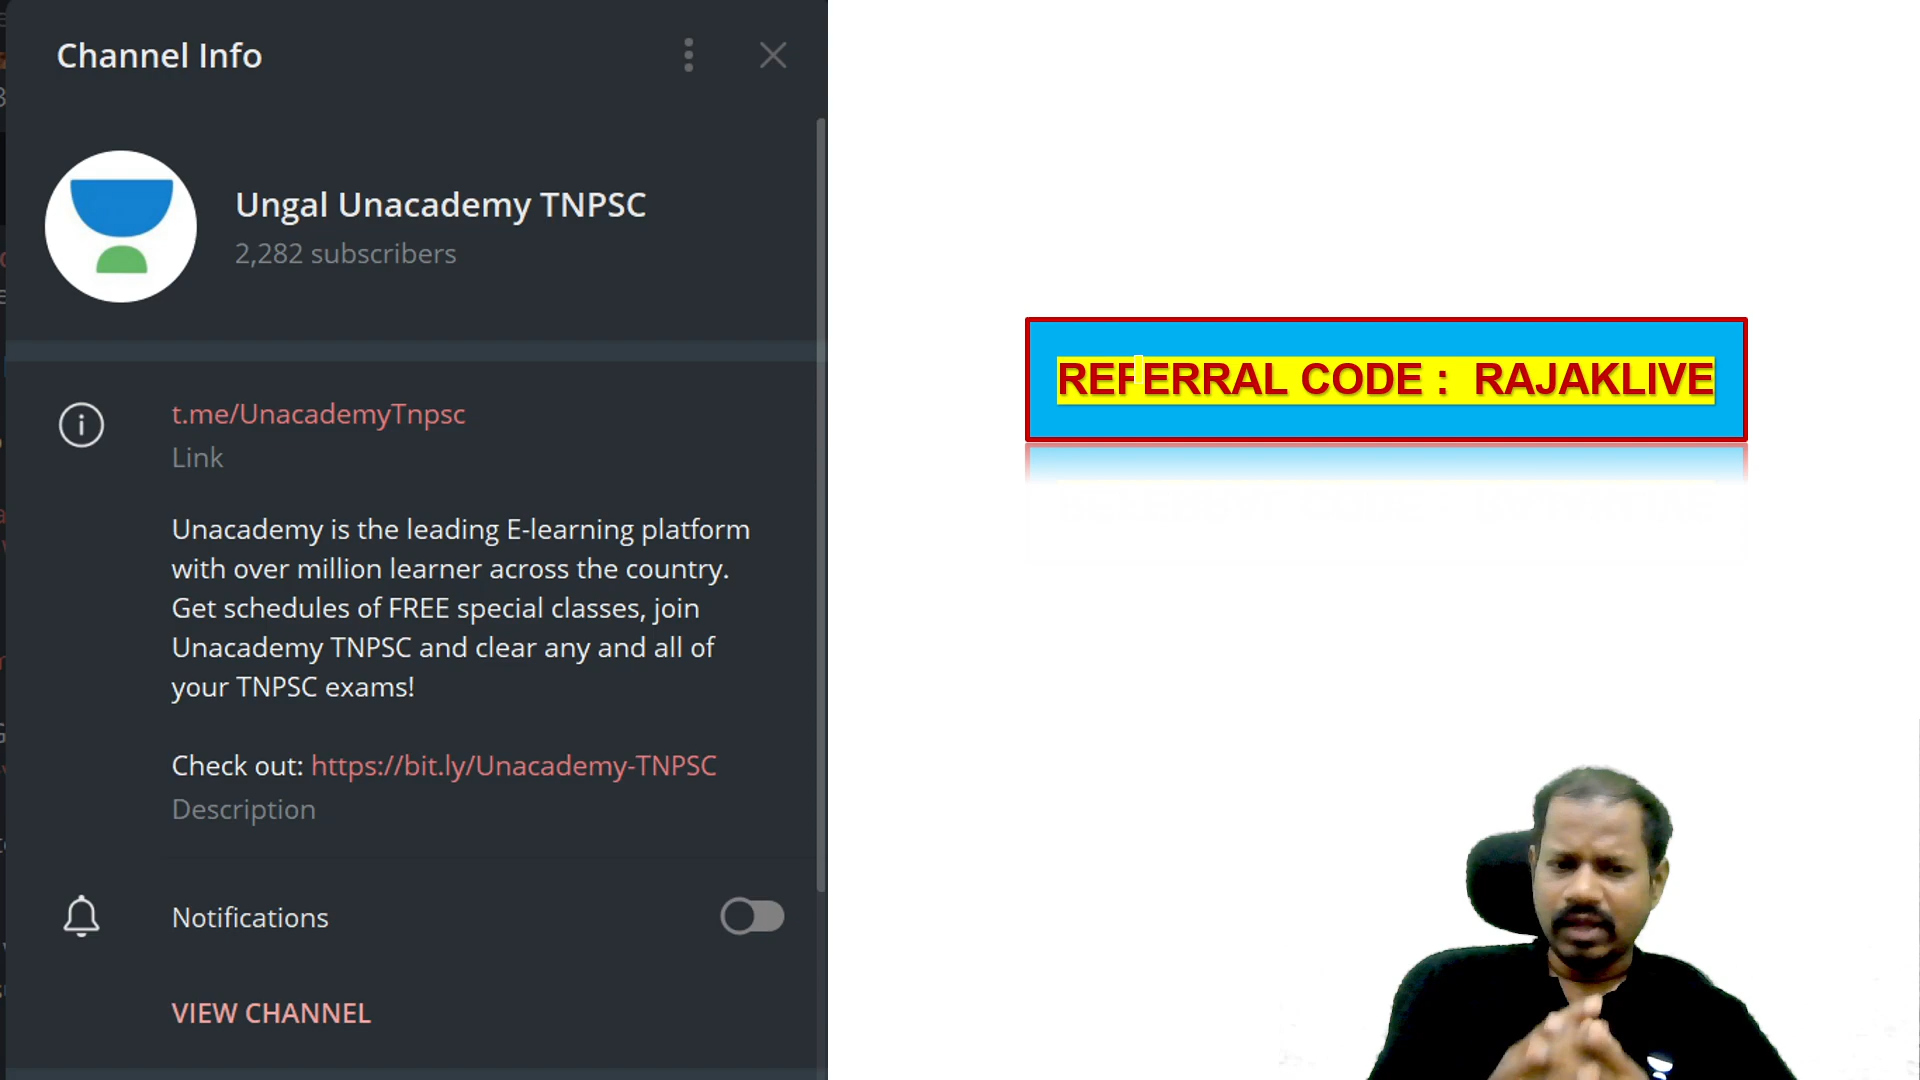 Channel Info
Ungal Unacademy TNPSC
2,282 subscribers
t.me/UnacademyTnpsc
Link
Unacademy is the leading E-learning platform
with over million learner across the country.
Get schedules of FREE special classes, join
Unacademy TNPSC and clear any and all of
your TNPSC exams!
Check out: https://bit.ly/Unacademy-TNPSC
Description
Notifications
VIEW CHANNEL
REFERRAL CODE : RAJAKLIVE